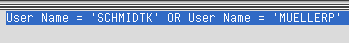 User Name = 'SCHMIDTK' OR User Name = 'MUELLERP'